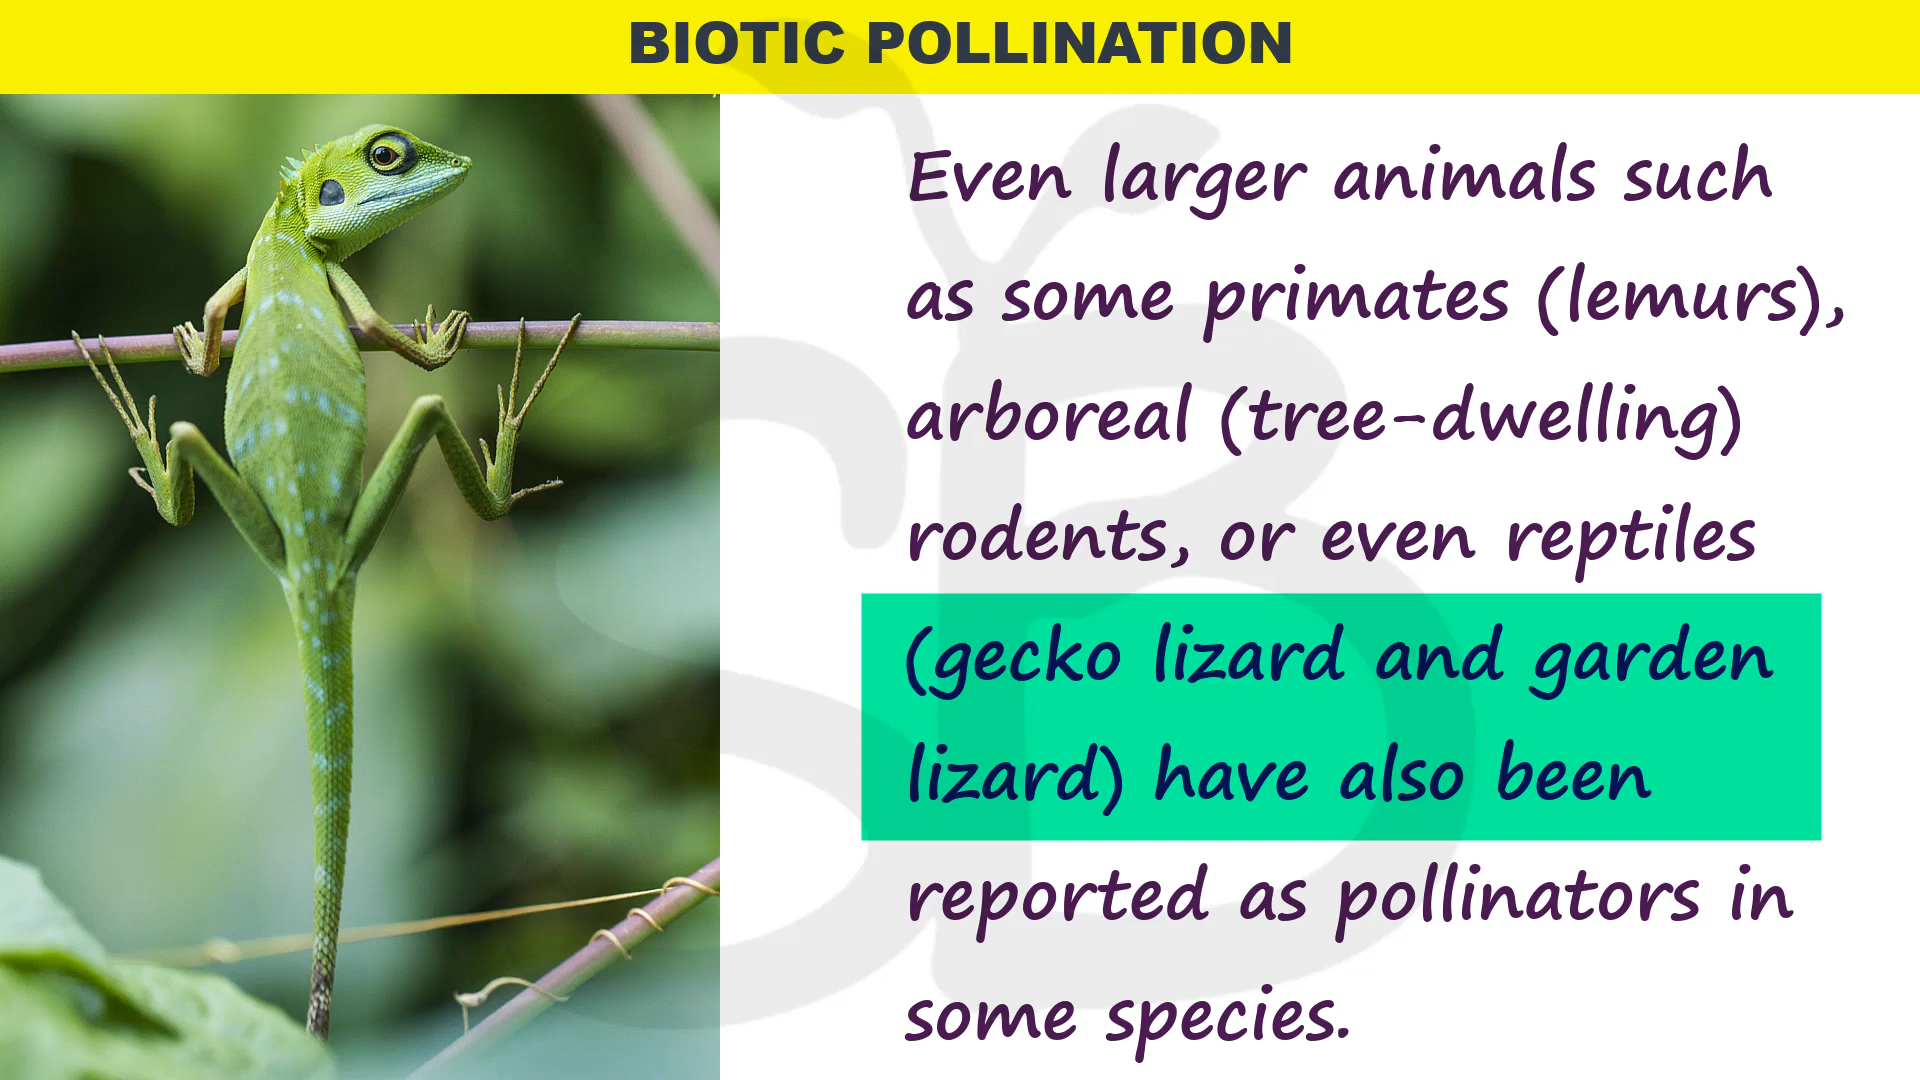 BIOTIC POLLINATION
Even larger animals such
as some primates (lemurs),
arboreal (tree-dwelling)
rodents, or even reptiles
(gecko lizard and garden
lizard) have also been
reported as pollinators in
some species.